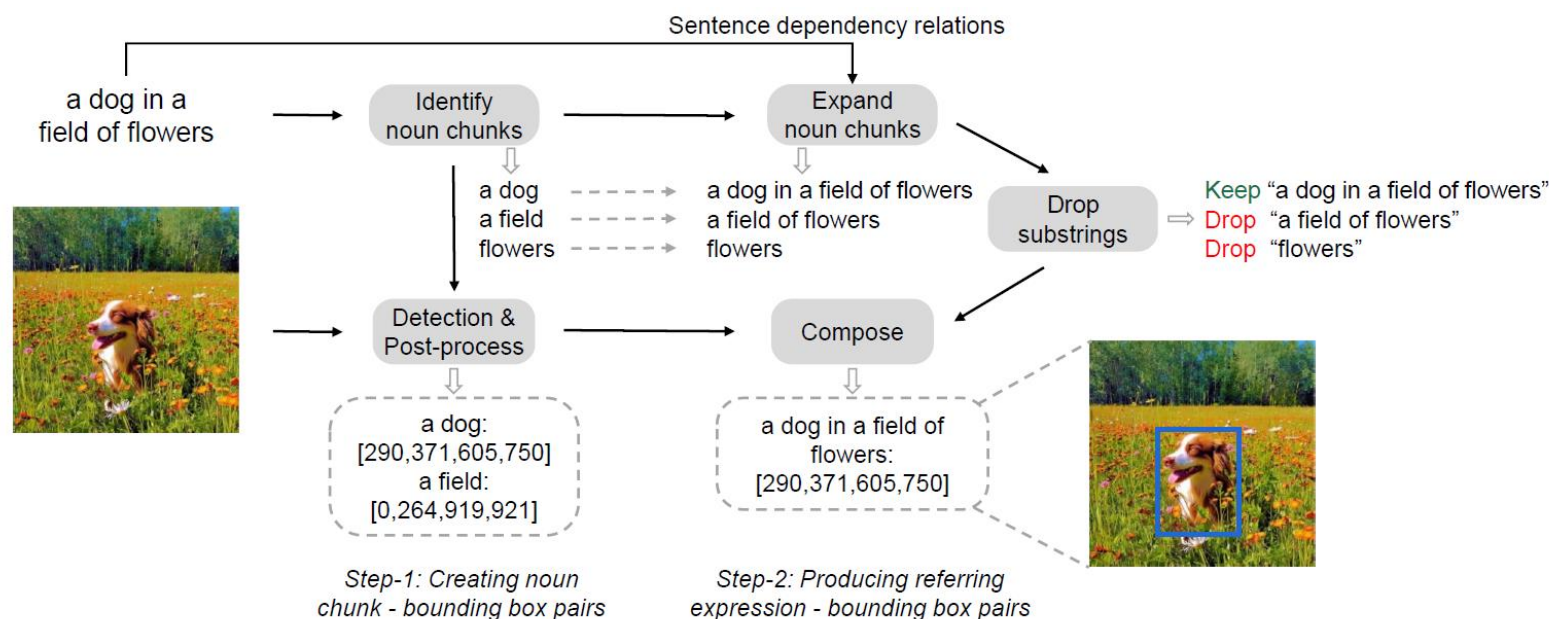 Sentence dependency relations
a dog in a
field of flowers
Identify
noun chunks
Expand
noun chunks
a dog
a field
flowers
a dog in a field of flowers
a field of flowers
flowers
Drop
substrings
Keep “a dog in a field of flowers”
Drop “a field of flowers”
Drop “flowers”
Detection &
Post-process
Compose
a dog:
[290,371,605,750]
a field:
[0,264,919,921]
a dog in a field of
flowers:
[290,371,605,750]
Step-1: Creating noun
chunk - bounding box pairs
Step-2: Producing referring
expression - bounding box pairs